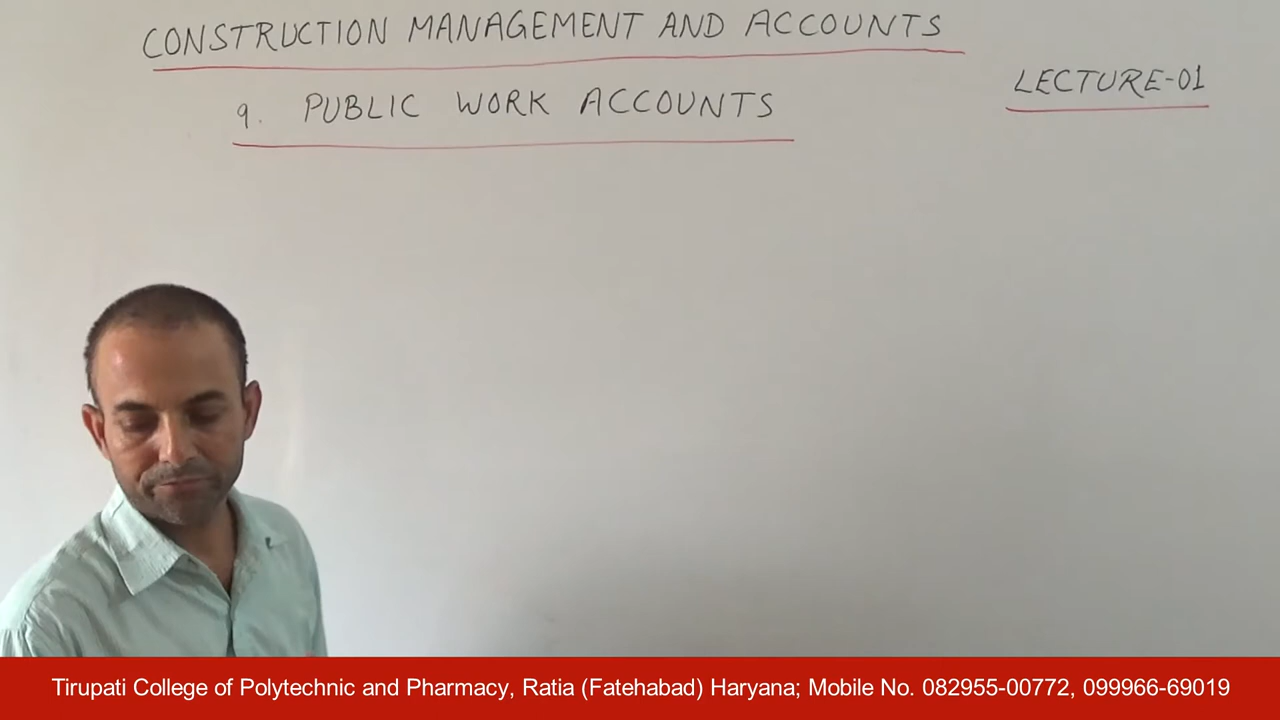 CONSTRUCTION MANAGEMENT AND ACCOUNTS
LECTURE-01
9. PUBLIC WORK ACCOUNTS
Tirupati College of Polytechnic and Pharmacy, Ratia (Fatehabad) Haryana; Mobile No. 082955-00772, 099966-69019